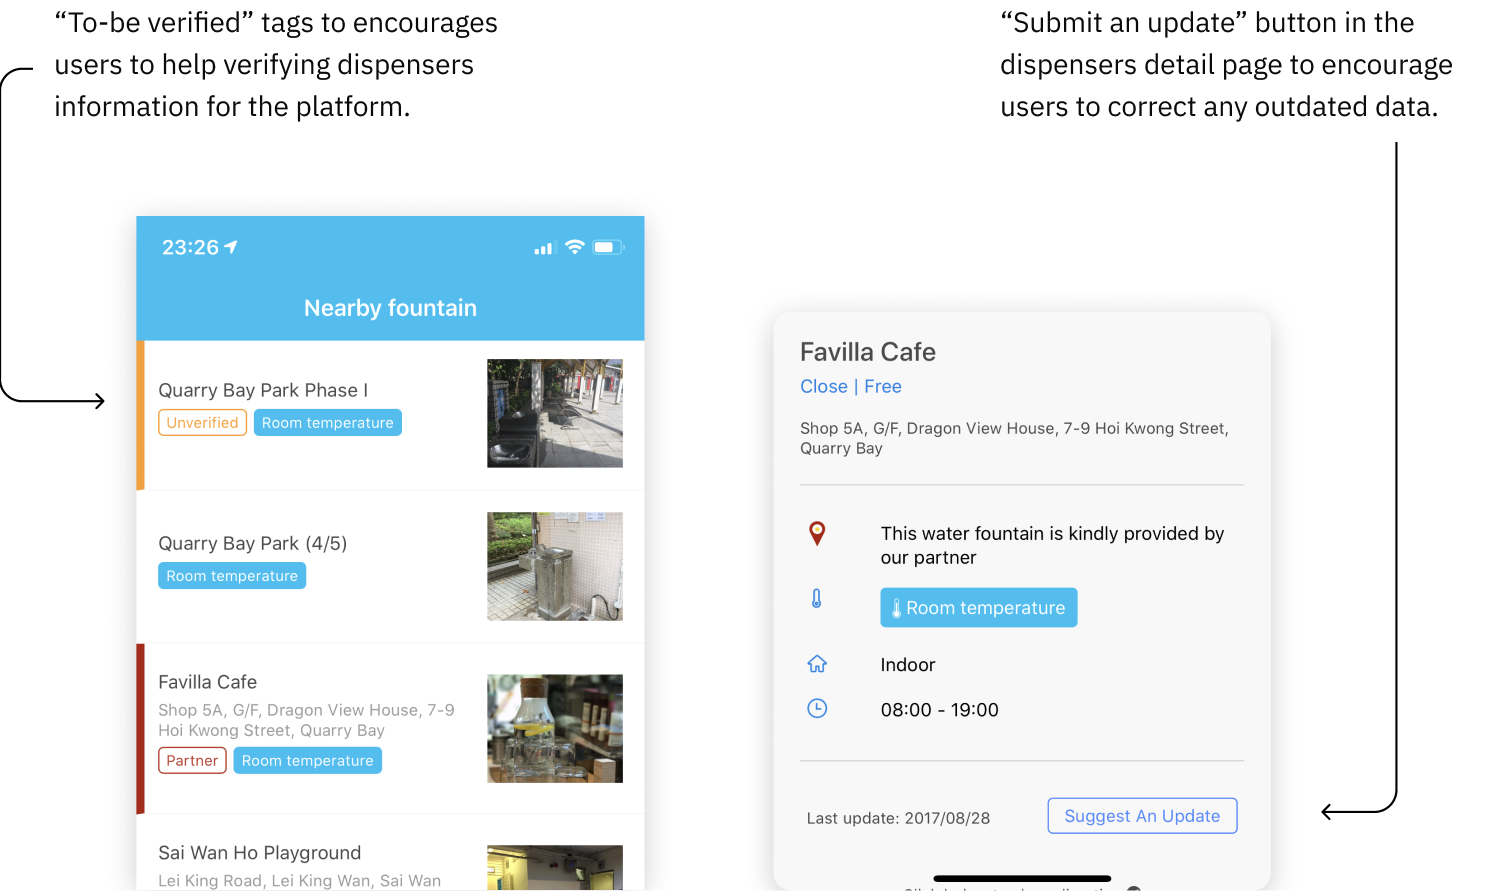 “To-be verified” tags to encourages
users to help verifying dispensers
information for the platform.
“Submit an update” button in the
dispensers detail page to encourage
users to correct any outdated data.
23:26
Nearby fountain
Quarry Bay Park Phase I
Unverified
Room temperature
Quarry Bay Park (4/5)
Room temperature
Favilla Cafe
Shop 5A, G/F, Dragon View House, 7-9
Hoi Kwong Street, Quarry Bay
Partner
Room temperature
Sai Wan Ho Playground
Lei King Road, Lei King Wan, Sai Wan
Favilla Cafe
Close | Free
Shop 5A, G/F, Dragon View House, 7-9 Hoi Kwong Street,
Quarry Bay
This water fountain is kindly provided by
our partner
Room temperature
Indoor
08:00 - 19:00
Last update: 2017/08/28
Suggest An Update